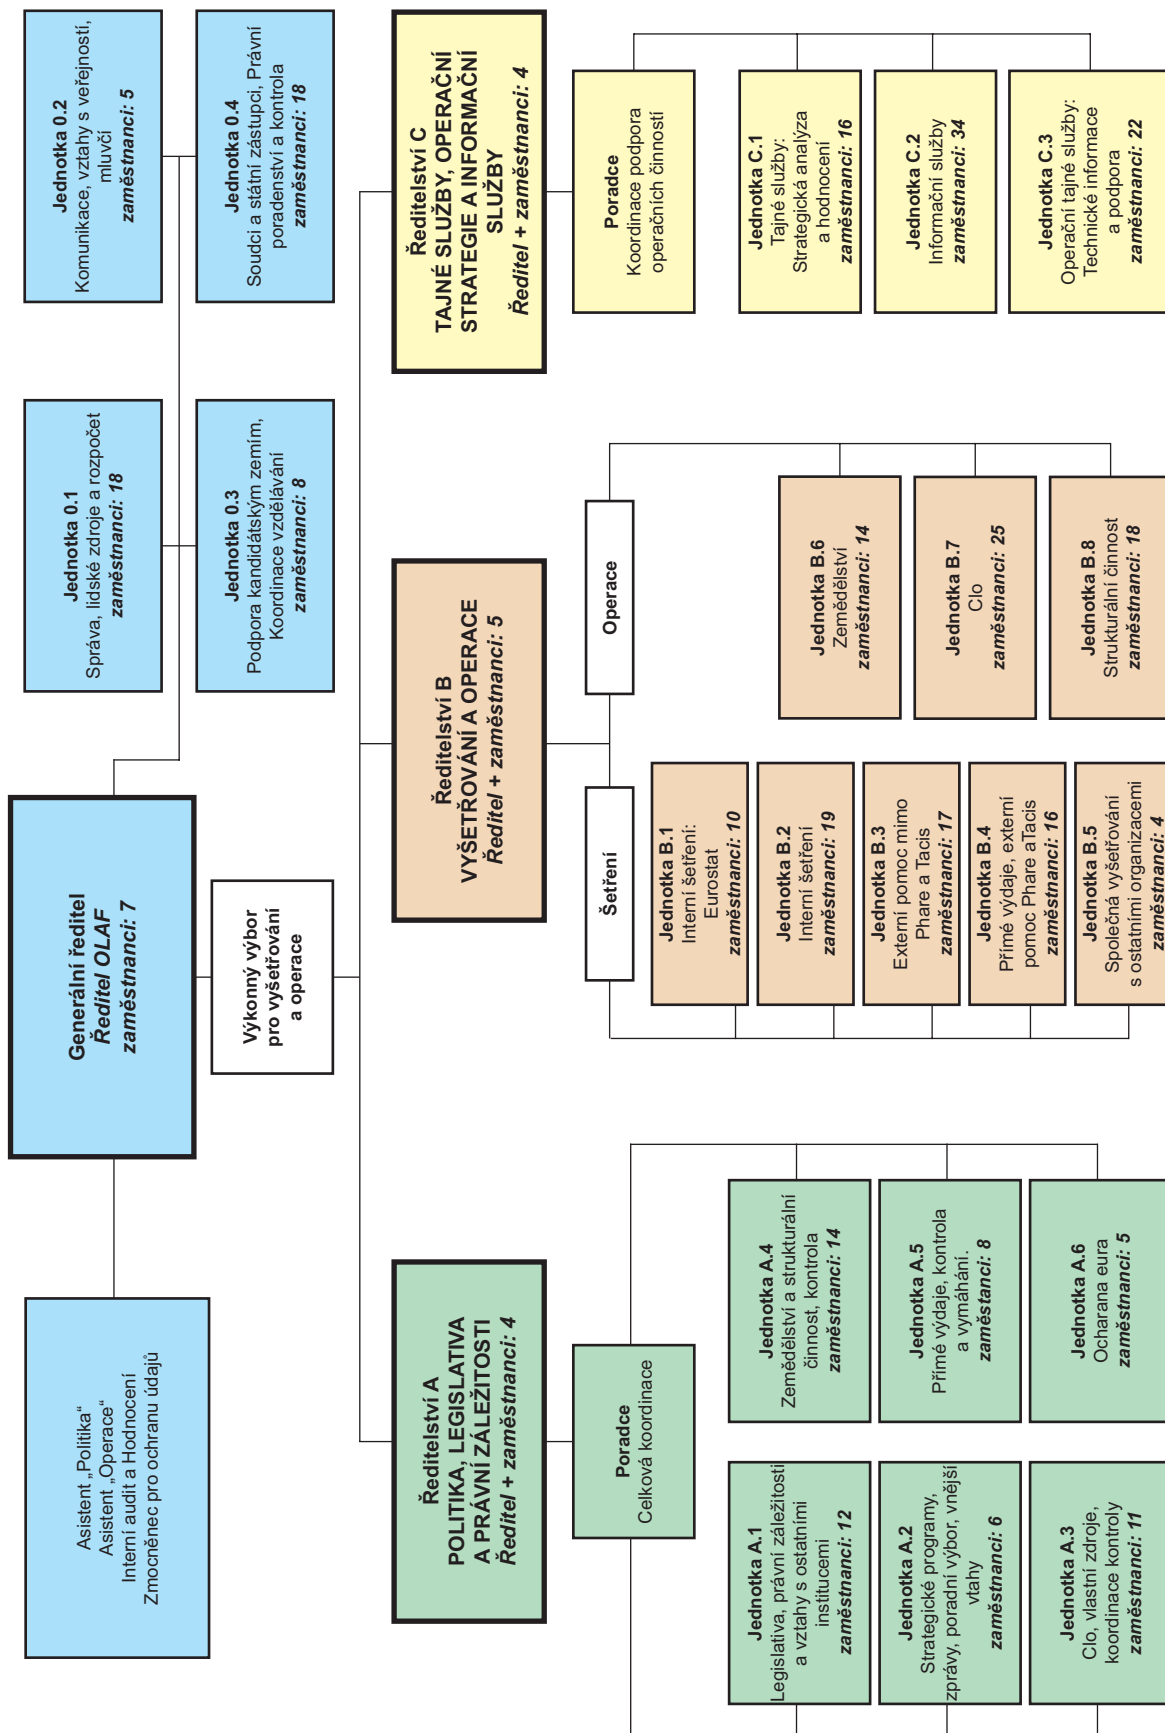 Asistent „Politika“
Asistent „Operace“
Interní audit a Hodnocení
Zmocněnec pro ochranu údajů
Generální ředitel
Ředitel OLAF
zaměstnanci: 7
Jednotka 0.1
Správa, lidské zdroje a rozpočet
zaměstnanci: 18
Jednotka 0.2
Komunikace, vztahy s veřejností,
mluvčí
zaměstnanci: 5
Jednotka 0.3
Podpora kandidátským zemím,
Koordinace vzdělávání
zaměstnanci: 8
Jednotka 0.4
Soudci a státní zástupci, Právní
poradenství a kontrola
zaměstnanci: 18
Výkonný výbor
pro vyšetřování
a operace
Ředitelství A
POLITIKA, LEGISLATIVA
A PRÁVNÍ ZÁLEŽITOSTI
Ředitel + zaměstnanci: 4
Ředitelství B
VYŠETŘOVÁNÍ A OPERACE
Ředitel + zaměstnanci: 5
Ředitelství C
TAJNÉ SLUŽBY, OPERAČNÍ
STRATEGIE A INFORMAČNÍ
SLUŽBY
Ředitel + zaměstnanci: 4
Poradce
Celková koordinace
Šetření
Operace
Poradce
Koordinace podpora
operačních činností
Jednotka A.1
Legislativa, právní záležitosti
a vztahy s ostatními
institucemi
zaměstnanci: 12
Jednotka A.2
Strategické programy,
zprávy, poradní výbor, vnější
vtahy
zaměstnanci: 6
Jednotka A.3
Clo, vlastní zdroje,
koordinace kontroly
zaměstnanci: 11
Jednotka A.4
Zemědělství a strukturální
činnost, kontrola
zaměstnanci: 14
Jednotka A.5
Přímé výdaje, kontrola
a vymáhání.
zaměstanci: 8
Jednotka A.6
Ocharana eura
zaměstnanci: 5
Jednotka B.1
Interní šetření:
Eurostat
zaměstnanci: 10
Jednotka B.2
Interní šetření
zaměstnanci: 19
Jednotka B.3
Externí pomoc mimo
Phare a Tacis
zaměstnanci: 17
Jednotka B.4
Přímé výdaje, externí
pomoc Phare aTacis
zaměstnanci: 16
Jednotka B.5
Společná vyšetřování
s ostatními organizacemi
zaměstnanci: 4
Jednotka B.6
Zemědělství
zaměstnanci: 14
Jednotka B.7
Clo
zaměstnanci: 25
Jednotka B.8
Strukturální činnost
zaměstnanci: 18
Jednotka C.1
Tajné služby:
Strategická analýza
a hodnocení
zaměstnanci: 16
Jednotka C.2
Informační služby
zaměstnanci: 34
Jednotka C.3
Operační tajné služby:
Technické informace
a podpora
zaměstnanci: 22